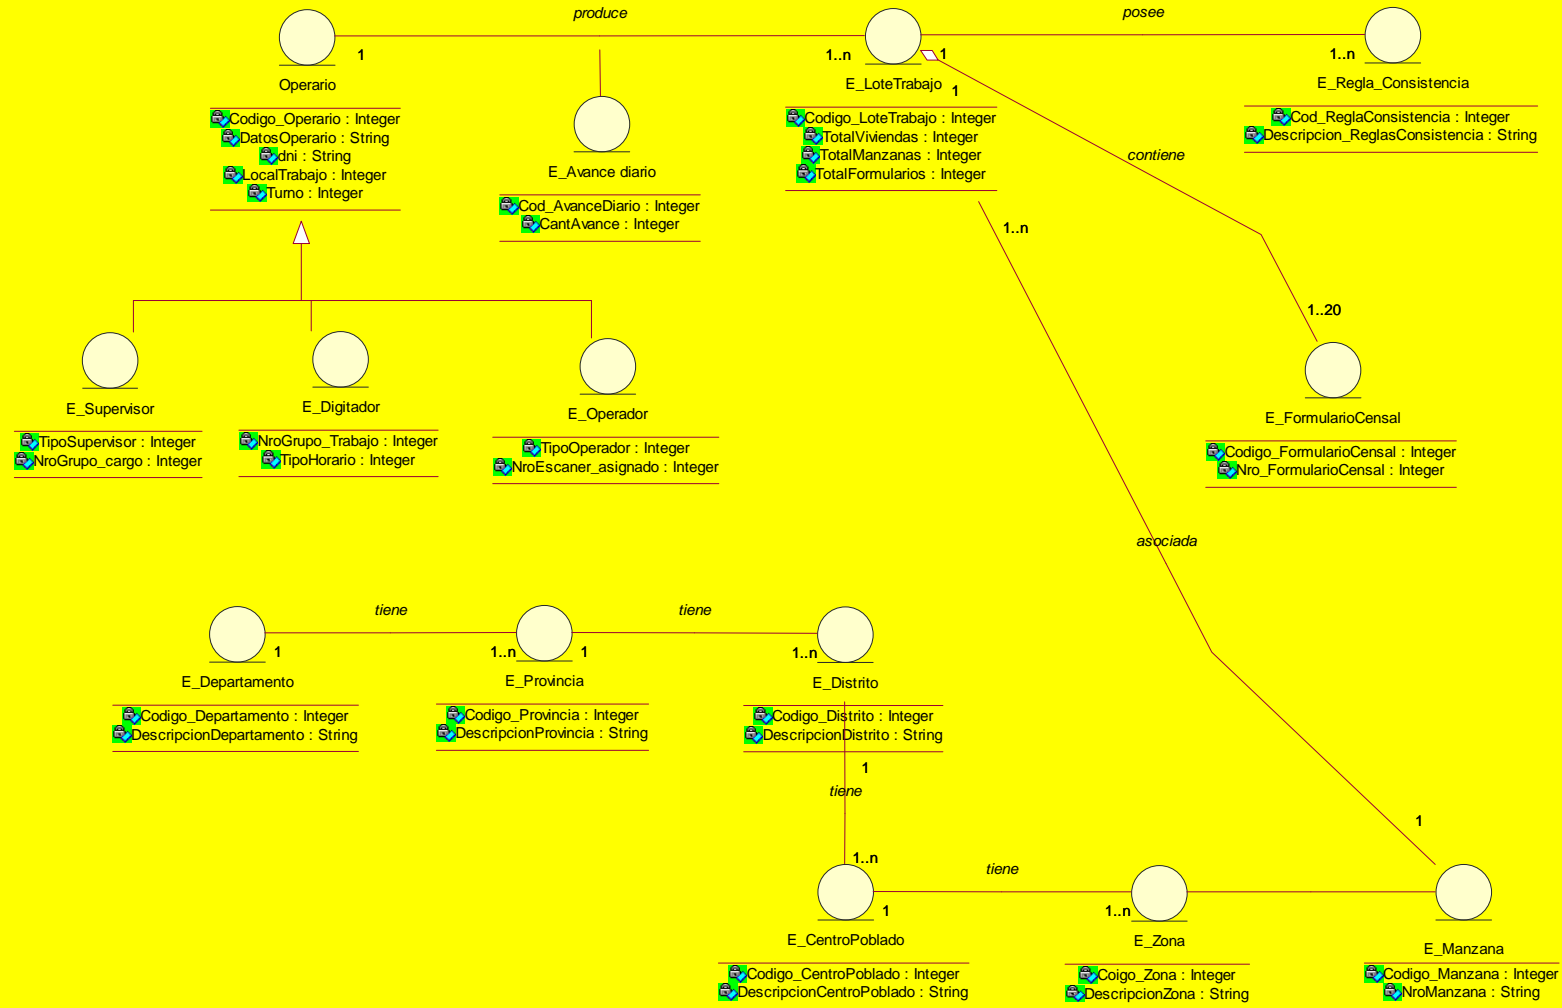 produce
posee
1
1..n
1
1..n
Operario
E_LoteTrabajo
E_Regla_Consistencia
1
Codigo_Operario : Integer
DatosOperario : String
dni : String
LocalTrabajo : Integer
Turno : Integer
E_Avance diario
Cod_AvanceDiario : Integer
CantAvance : Integer
Codigo_LoteTrabajo : Integer
TotalViviendas : Integer
TotalManzanas : Integer
TotalFormularios : Integer
Cod_ReglaConsistencia : Integer
Descripcion_ReglasConsistencia : String
contiene
1..n
1..20
E_Supervisor
TipoSupervisor : Integer
NroGrupo_cargo : Integer
E_Digitador
NroGrupo_Trabajo : Integer
TipoHorario : Integer
E_Operador
TipoOperador : Integer
NroEscaner_asignado : Integer
E_FormularioCensal
Codigo_FormularioCensal : Integer
Nro_FormularioCensal : Integer
asociada
tiene
tiene
1
1..n
1
1..n
E_Departamento
Codigo_Departamento : Integer
DescripcionDepartamento : String
E_Provincia
Codigo_Provincia : Integer
DescripcionProvincia : String
E_Distrito
Codigo_Distrito : Integer
DescripcionDistrito : String
1
tiene
1
1..n
tiene
1
1..n
E_CentroPoblado
Codigo_CentroPoblado : Integer
DescripcionCentroPoblado : String
E_Zona
Coigo_Zona : Integer
DescripcionZona : String
E_Manzana
Codigo_Manzana : Integer
NroManzana : String